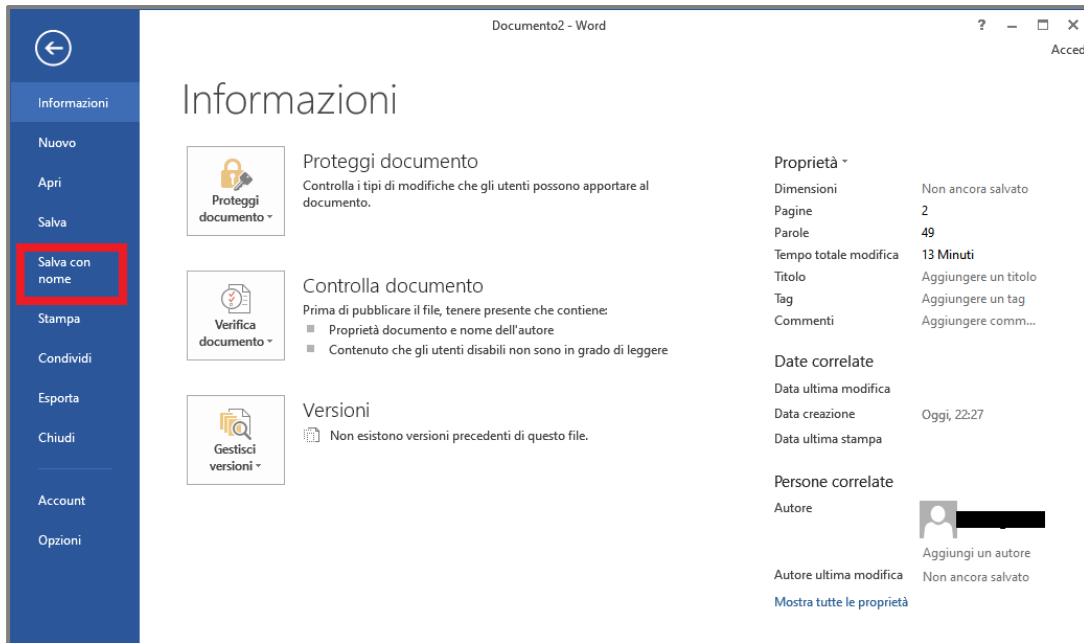 Documento2 - Word
?
Acced
Informazioni
Nuovo
Apri
Salva
Salva con
nome
Stampa
Condividi
Esporta
Chiudi
Account
Opzioni
Informazioni
Proteggi
documento
Proteggi documento
Controlla i tipi di modifiche che gli utenti possono apportare al
documento.
Verifica
documento
Controlla documento
Prima di pubblicare il file, tenere presente che contiene:
Proprietà documento e nome dell'autore
Contenuto che gli utenti disabili non sono in grado di leggere
Gestisci
versioni
Versioni
Non esistono versioni precedenti di questo file.
Proprietà
Dimensioni Non ancora salvato
Pagine 2
Parole 49
Tempo totale modifica 13 Minuti
Titolo Aggiungere un titolo
Tag Aggiungere un tag
Commenti Aggiungere comm...
Date correlate
Data ultima modifica
Data creazione Oggi, 22:27
Data ultima stampa
Persone correlate
Autore
Aggiungi un autore
Autore ultima modifica Non ancora salvato
Mostra tutte le proprietà